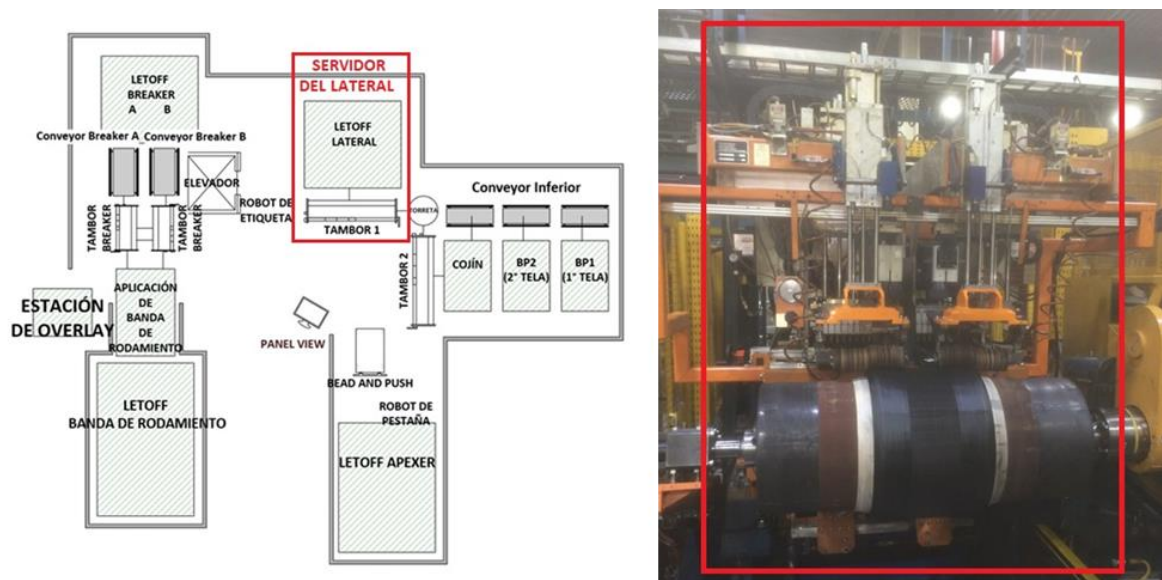 SERVIDOR
DEL LATERAL
LETOFF
BREAKER
A B
LETOFF
LATERAL
Conveyor Breaker A
Conveyor Breaker B
ELEVADOR
TAMBOR
BREAKER
TAMBOR
BREAKER
ROBOT DE
ETIQUETA
TAMBOR 1
TORRETA
Conveyor Inferior
TAMBOR 2
COJÍN
BP2
(2° TELA)
BP1
(1° TELA)
ESTACIÓN
DE OVERLAY
APLICACIÓN
DE
BANDA
DE
RODAMIENTO
PANEL VIEW
BEAD AND PUSH
LETOFF
BANDA DE RODAMIENTO
ROBOT DE
PESTAÑA
LETOFF APEXER